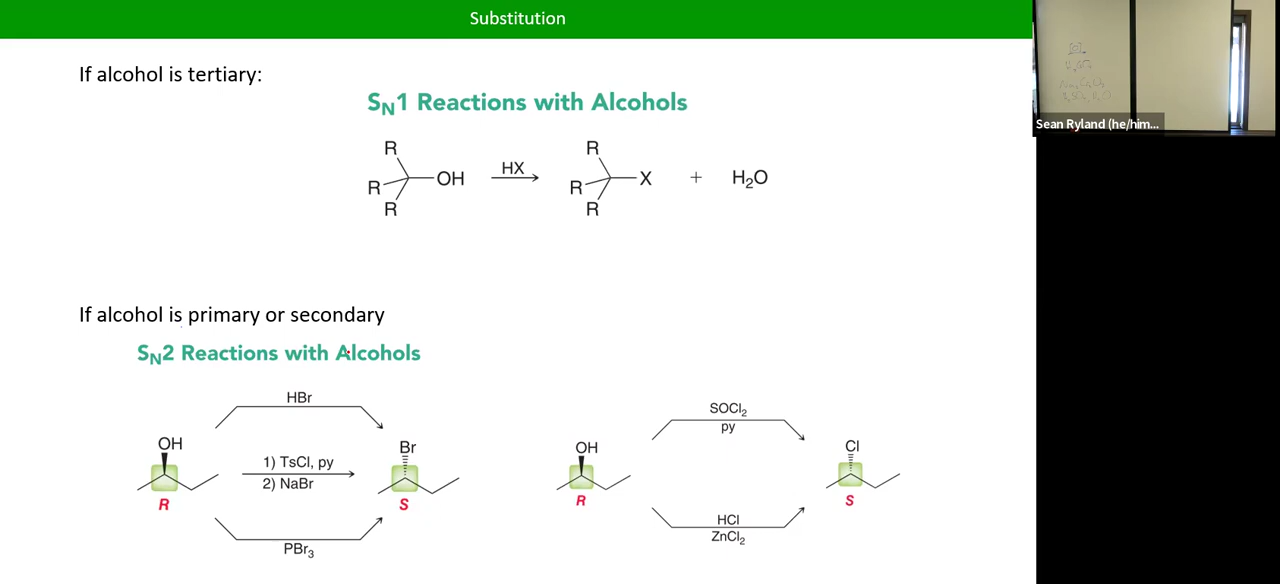 Substitution
If alcohol is tertiary:
SN1 Reactions with Alcohols
R
R
R
OH
HX
R
R
R
X
+
H2O
If alcohol is primary or secondary
SN2 Reactions with Alcohols
OH
R
HBr
1) TsCl, py
2) NaBr
PBr3
Br
S
OH
R
SOCl2
py
HCl
ZnCl2
Cl
S
Sean Ryland (he/him...